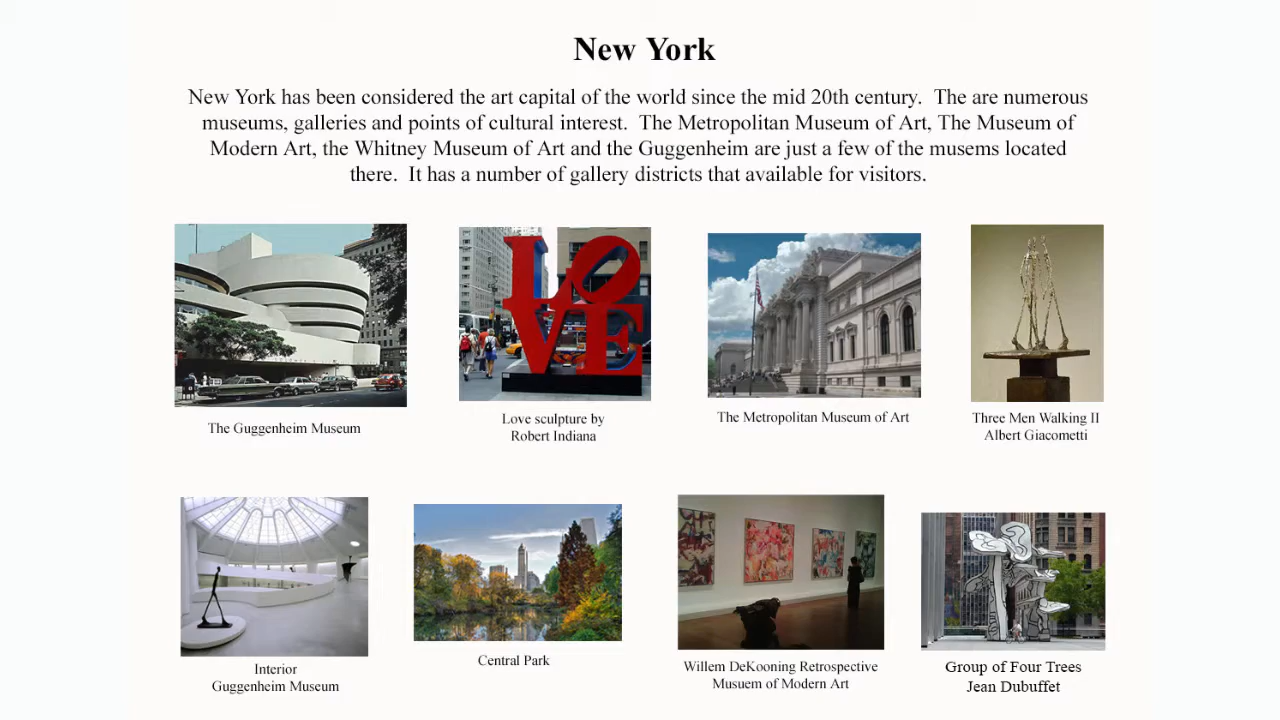 New York
New York has been considered the art capital of the world since the mid 20th century.  The are numerous
museums, galleries and points of cultural interest.  The Metropolitan Museum of Art, The Museum of
Modern Art, the Whitney Museum of Art and the Guggenheim are just a few of the musems located
there.  It has a number of gallery districts that available for visitors.
LOVE
The Guggenheim Museum
Love sculpture by
Robert Indiana
The Metropolitan Museum of Art
Three Men Walking II
Albert Giacometti
Interior
Guggenheim Museum
Central Park
Willem DeKooning Retrospective
Musuem of Modern Art
Group of Four Trees
Jean Dubuffet